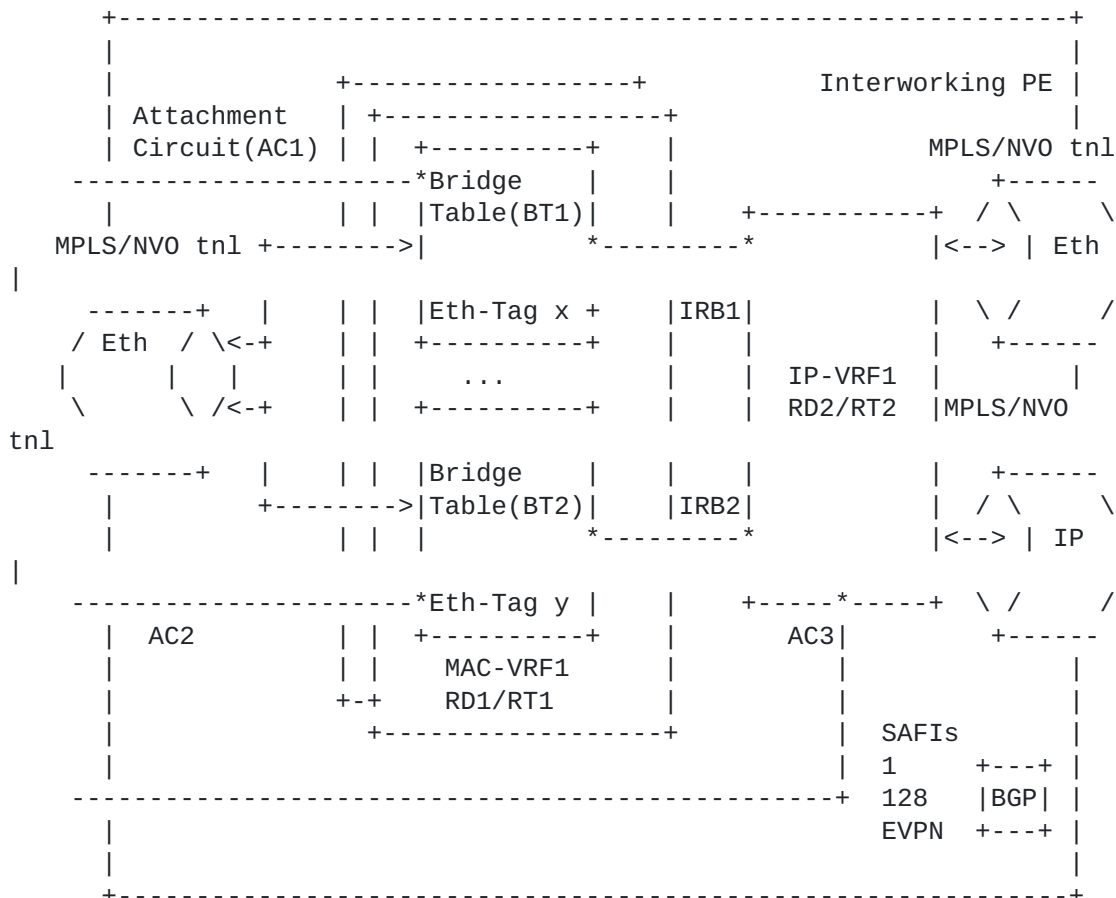 Interworking PE
Attachment
Circuit(AC1) MPLS/NVO tnl
Bridge
Table(BT1)
MPLS/NVO tnl Eth
Eth-Tag x IRB1
Eth
... IP-VRF1
RD2/RT2 MPLS/NVO
tnl
Bridge
Table(BT2) IRB2
IP
Eth-Tag y
AC2 AC3
MAC-VRF1
RD1/RT1
SAFIs
1
128 BGP
EVPN